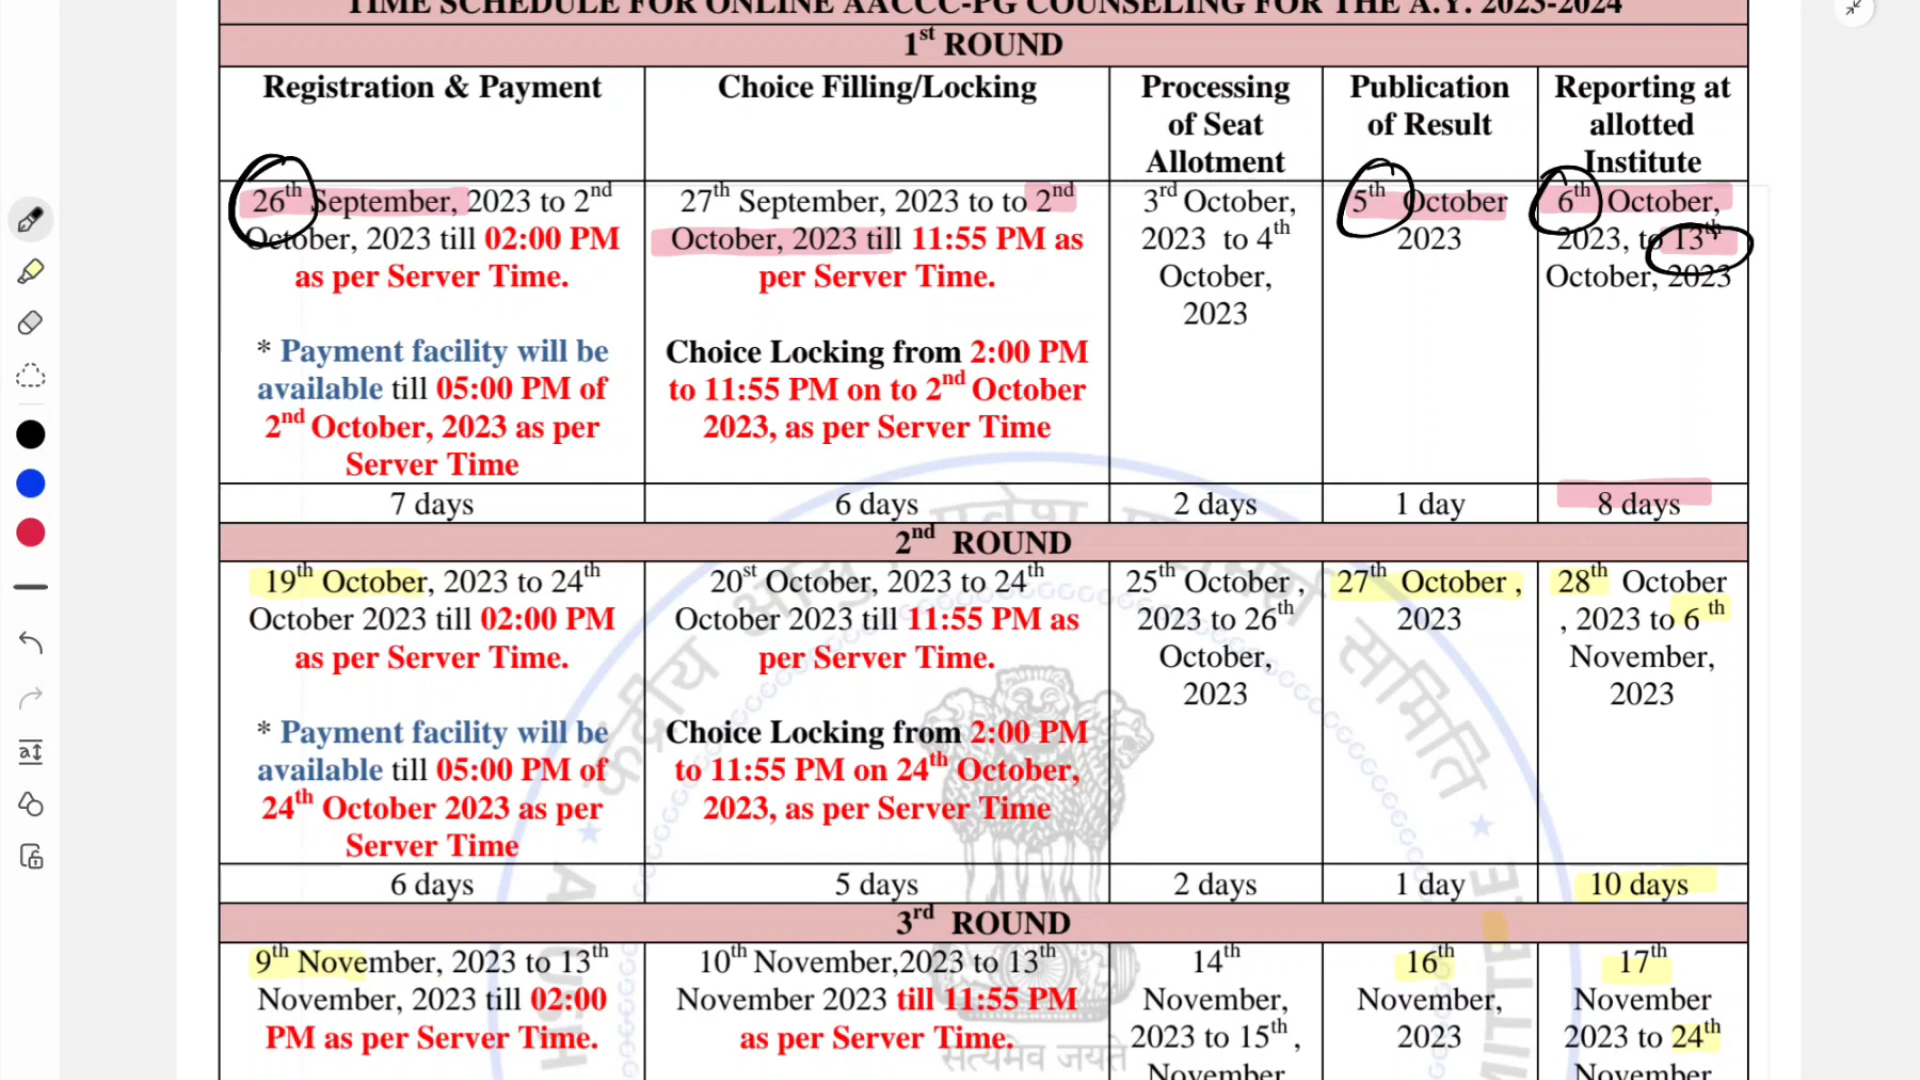 TIME SCHEDULE FOR ONLINE AACCC-PG COUNSELING FOR THE A.Y. 2023-2024
1st ROUND
Registration & Payment
Choice Filling/Locking
Processing
of Seat
Allotment
Publication
of Result
Reporting at
allotted
Institute
26th September, 2023 to 2nd
October, 2023 till 02:00 PM
as per Server Time.
* Payment facility will be
available till 05:00 PM of
2nd October, 2023 as per
Server Time
27th September, 2023 to to 2nd
October, 2023 till 11:55 PM as
per Server Time.
Choice Locking from 2:00 PM
to 11:55 PM on to 2nd October
2023, as per Server Time
3rd October,
2023 to 4th
October,
2023
5th October
2023
6th October,
2023, to 13th
October, 2023
7 days
6 days
2 days
1 day
8 days
2nd ROUND
19th October, 2023 to 24th
October 2023 till 02:00 PM
as per Server Time.
* Payment facility will be
available till 05:00 PM of
24th October 2023 as per
Server Time
20st October, 2023 to 24th
October 2023 till 11:55 PM as
per Server Time.
Choice Locking from 2:00 PM
to 11:55 PM on 24th October,
2023, as per Server Time
25th October ,
2023 to 26th
October,
2023
27th October ,
2023
28th October
, 2023 to 6 th
November,
2023
6 days
5 days
2 days
1 day
10 days
3rd ROUND
9th November, 2023 to 13th
November, 2023 till 02:00
PM as per Server Time.
10th November,2023 to 13th
November 2023 till 11:55 PM
as per Server Time.
14th
November,
2023 to 15th ,
November
16th
November,
2023
17th
November
2023 to 24th
November
समिति
सत्यमेव जयते